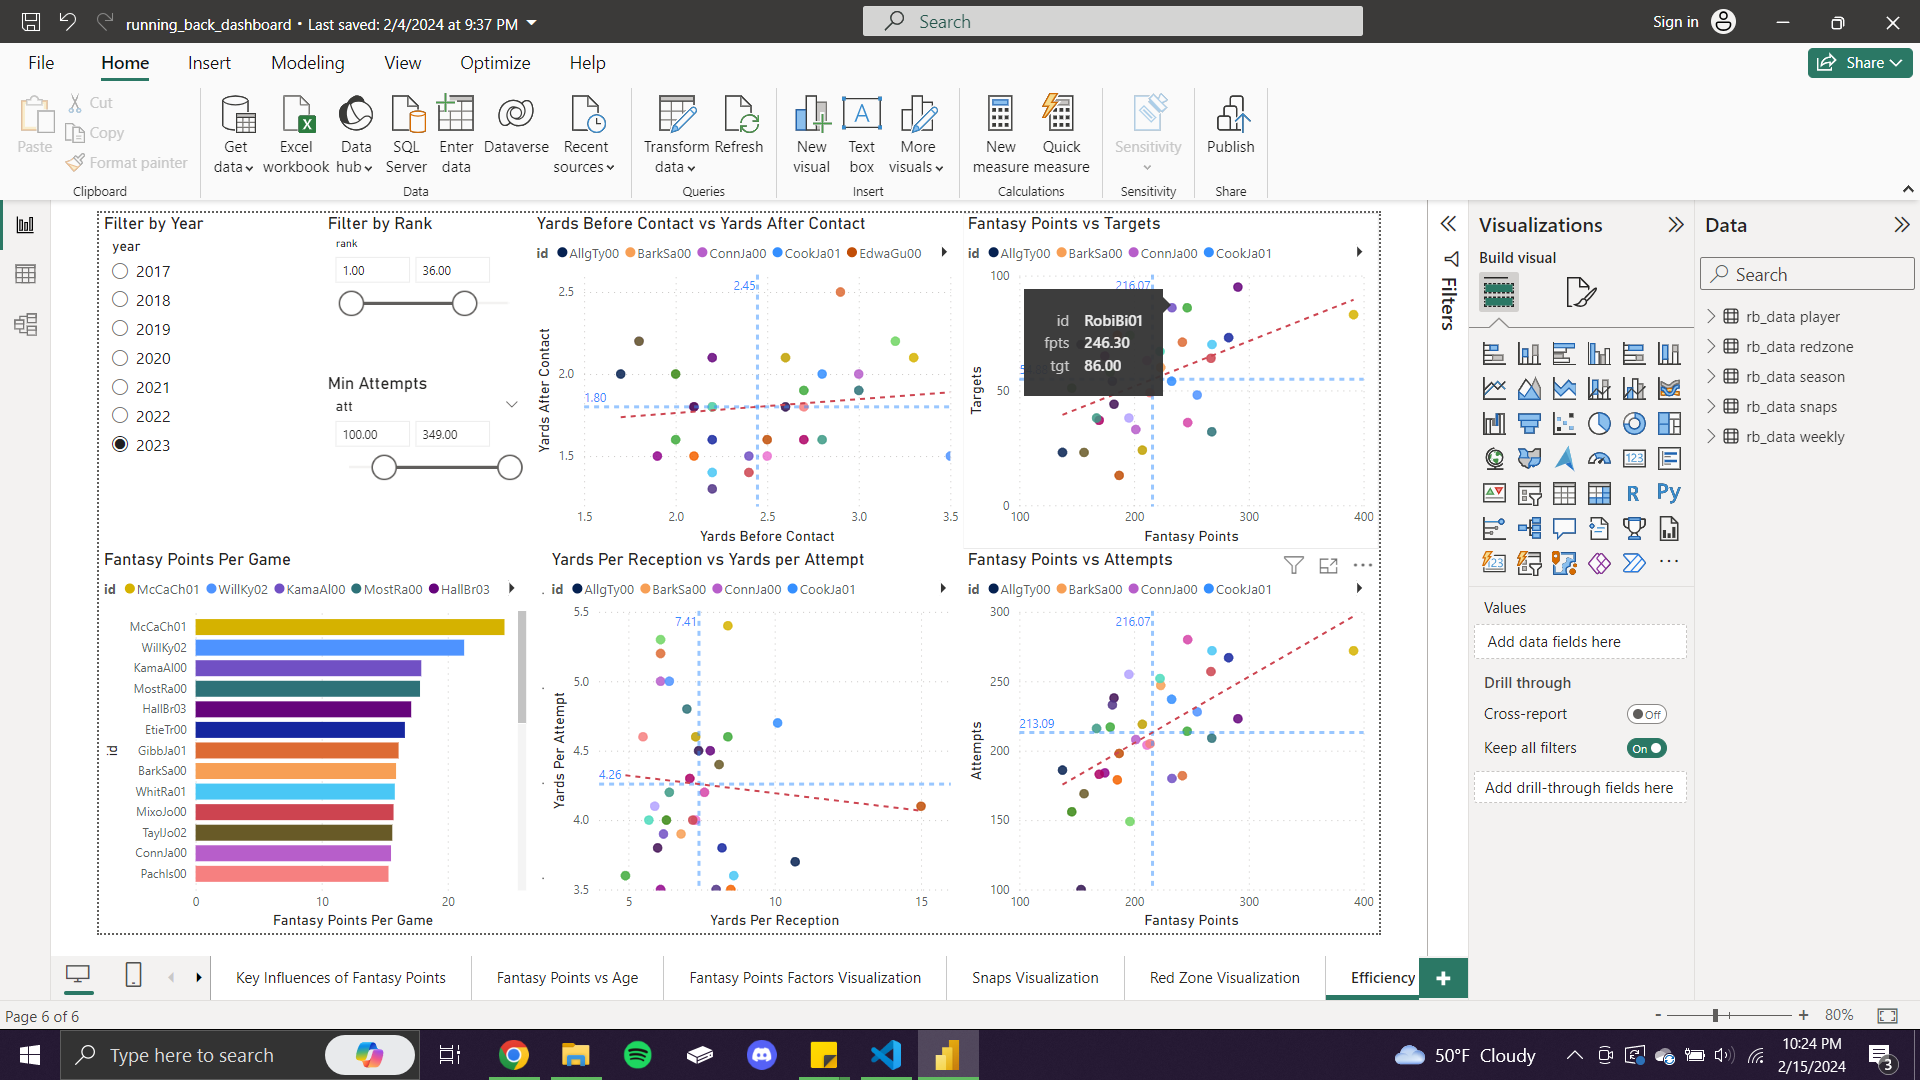 running_back_dashboard • Last saved: 2/4/2024 at 9:37 PM
Search
Sign in
File Home Insert Modeling View Optimize Help
Share
Paste
Cut
Copy
Format painter
Clipboard
Get data
Excel workbook
Data hub
SQL Server
Enter data
Dataverse
Recent sources
Data
Transform data
Refresh
Queries
New visual
Text box
More visuals
Insert
New measure
Quick measure
Calculations
Sensitivity
Sensitivity
Publish
Share
Filter by Year
year
2017
2018
2019
2020
2021
2022
2023
Filter by Rank
rank
1.00 36.00
Min Attempts
att
100.00 349.00
Yards Before Contact vs Yards After Contact
id AllgTy00 BarkSa00 ConnJa00 CookJa01 EdwaGu00
Yards After Contact
2.5
2.0
1.5
2.45
1.80
1.5 2.0 2.5 3.0 3.5
Yards Before Contact
Fantasy Points vs Targets
id AllgTy00 BarkSa00 ConnJa00 CookJa01
Targets
100
50
0
216.07
id RobiBi01
fpts 246.30
tgt 86.00
100 200 300 400
Fantasy Points
Fantasy Points Per Game
id McCaCh01 WillKy02 KamaAl00 MostRa00 HallBr03
id
McCaCh01
WillKy02
KamaAl00
MostRa00
HallBr03
EtieTr00
GibbJa01
BarkSa00
WhitRa01
MixoJo00
TaylJo02
ConnJa00
PachIs00
0 10 20
Fantasy Points Per Game
Yards Per Reception vs Yards per Attempt
id AllgTy00 BarkSa00 ConnJa00 CookJa01
Yards Per Attempt
5.5
5.0
4.5
4.0
3.5
7.41
4.26
5 10 15
Yards Per Reception
Fantasy Points vs Attempts
id AllgTy00 BarkSa00 ConnJa00 CookJa01
Attempts
300
250
200
150
100
216.07
213.09
100 200 300 400
Fantasy Points
Filters
Visualizations
Build visual
R Py
123
Values
Add data fields here
Drill through
Cross-report Off
Keep all filters On
Add drill-through fields here
Data
Search
rb_data player
rb_data redzone
rb_data season
rb_data snaps
rb_data weekly
Key Influences of Fantasy Points
Fantasy Points vs Age
Fantasy Points Factors Visualization
Snaps Visualization
Red Zone Visualization
Efficiency
Page 6 of 6
- + 80%
Type here to search
50°F Cloudy
10:24 PM
2/15/2024
3